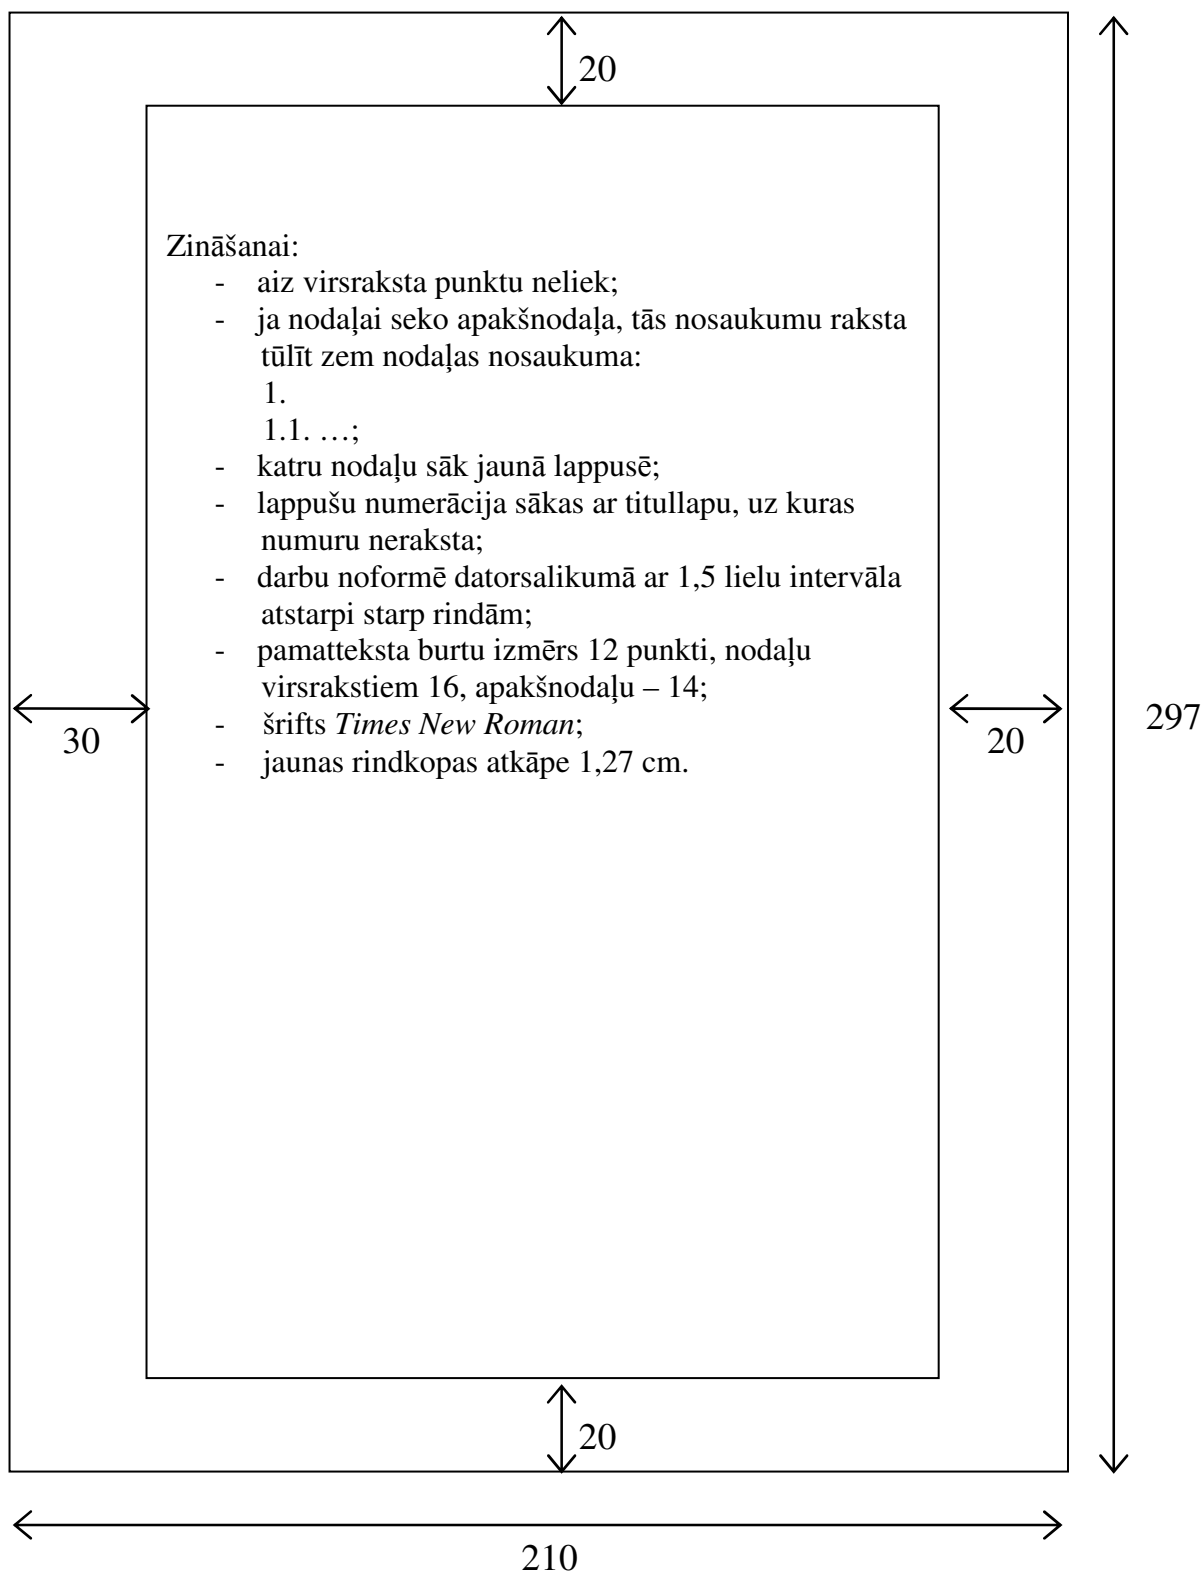 20
Zināšanai:
- aiz virsraksta punktu neliek;
- ja nodaļai seko apakšnodaļa, tās nosaukumu raksta
tūlīt zem nodaļas nosaukuma:
1.
1.1. …;
- katru nodaļu sāk jaunā lappusē;
- lappušu numerācija sākas ar titullapu, uz kuras
numuru neraksta;
- darbu noformē datorsalikumā ar 1,5 lielu intervāla
atstarpi starp rindām;
- pamatteksta burtu izmērs 12 punkti, nodaļu
virsrakstiem 16, apakšnodaļu – 14;
- šrifts Times New Roman;
- jaunas rindkopas atkāpe 1,27 cm.
30
20
297
20
210